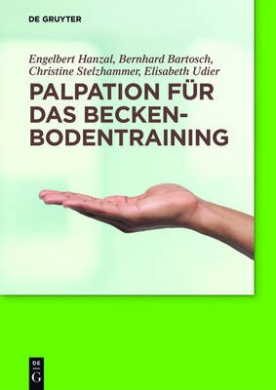 DE GRUYTER
Engelbert Hanzal, Bernhard Bartosch,
Christine Stelzhammer, Elisabeth Udier
PALPATION FÜR
DAS BECKEN-
BODENTRAINING
DE
G